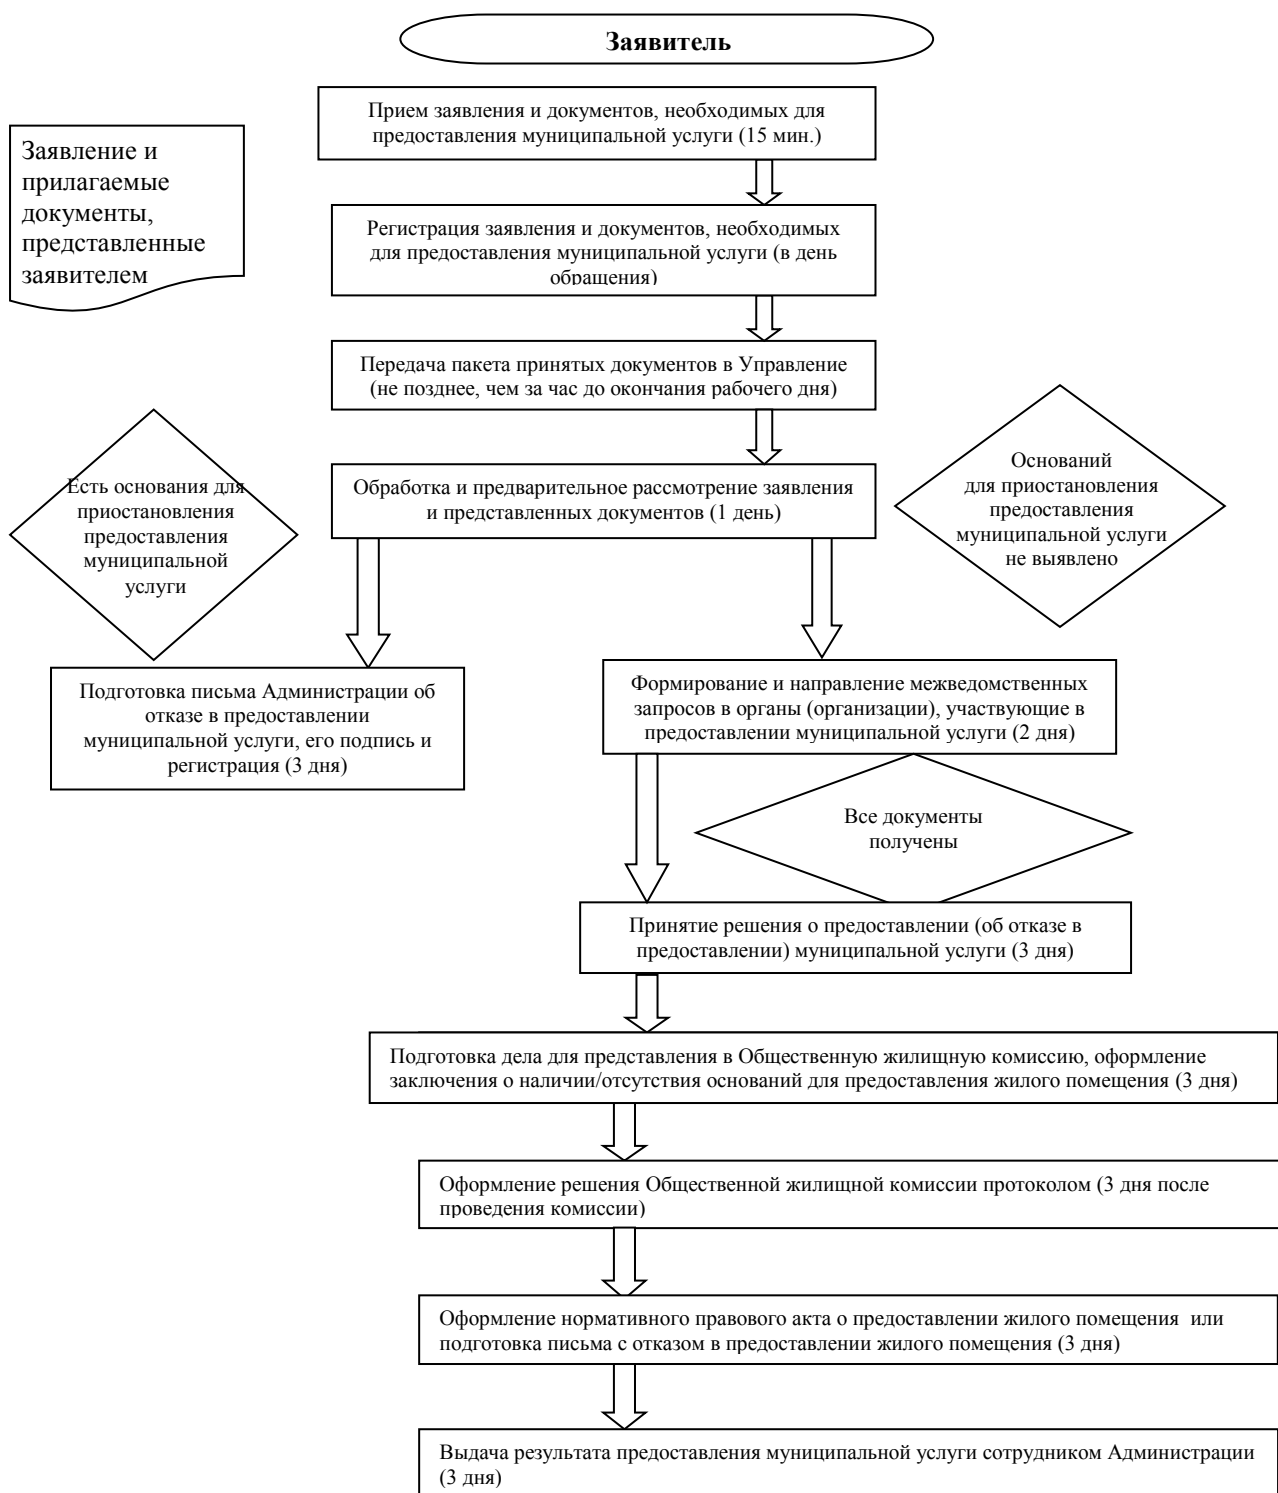 Заявитель
Прием заявления и документов, необходимых для
предоставления муниципальной услуги (15 мин.)
Заявление и
прилагаемые
документы,
представленные
заявителем
Регистрация заявления и документов, необходимых
для предоставления муниципальной услуги (в день
обращения)
Передача пакета принятых документов в Управление
(не позднее, чем за час до окончания рабочего дня)
Есть основания для
приостановления
предоставления
муниципальной
услуги
Обработка и предварительное рассмотрение заявления
и представленных документов (1 день)
Оснований
для приостановления
предоставления
муниципальной услуги
не выявлено
Подготовка письма Администрации об
отказе в предоставлении
муниципальной услуги, его подпись и
регистрация (3 дня)
Формирование и направление межведомственных
запросов в органы (организации), участвующие в
предоставлении муниципальной услуги (2 дня)
Все документы
получены
Принятие решения о предоставлении (об отказе в
предоставлении) муниципальной услуги (3 дня)
Подготовка дела для представления в Общественную жилищную комиссию, оформление
заключения о наличии/отсутствия оснований для предоставления жилого помещения (3 дня)
Оформление решения Общественной жилищной комиссии протоколом (3 дня после
проведения комиссии)
Оформление нормативного правового акта о предоставлении жилого помещения или
подготовка письма с отказом в предоставлении жилого помещения (3 дня)
Выдача результата предоставления муниципальной услуги сотрудником Администрации
(3 дня)